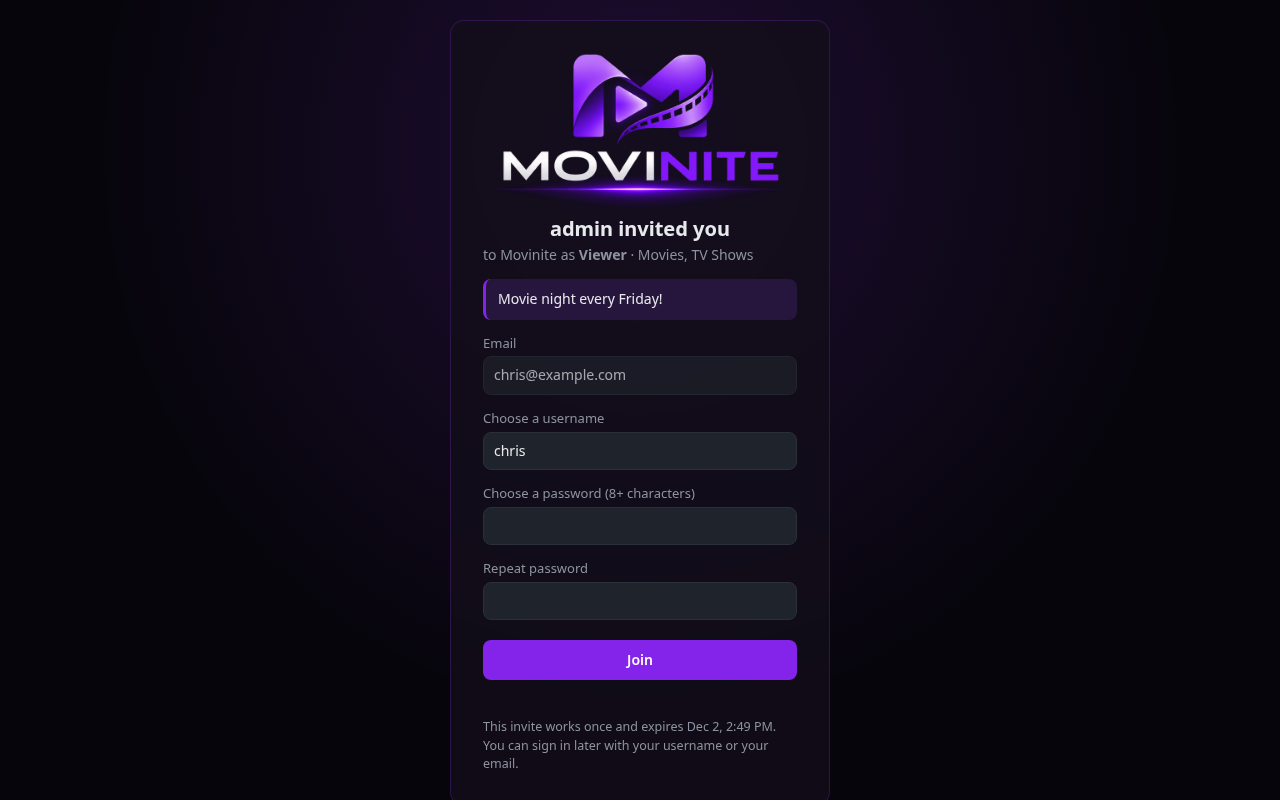 MOVINITE
admin invited you
to Movinite as Viewer · Movies, TV Shows
Movie night every Friday!
Email
chris@example.com
Choose a username
chris
Choose a password (8+ characters)
Repeat password
Join
This invite works once and expires Dec 2, 2:49 PM.
You can sign in later with your username or your
email.